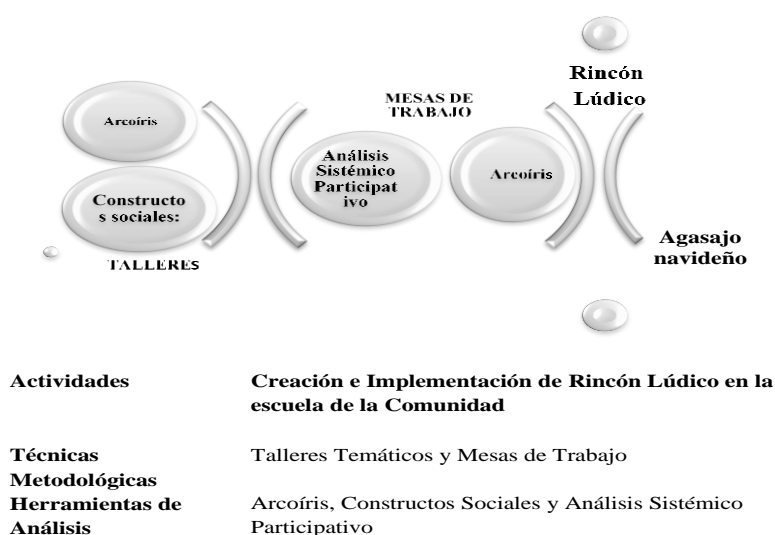 Rincón
Lúdico
MESAS DE
TRABAJO
Arcoíris
Análisis
Sistémico
Participat
ivo
Arcoíris
Constructo
s sociales:
TALLERES
Agasajo
navideño
Actividades
Creación e Implementación de Rincón Lúdico en la
escuela de la Comunidad
Técnicas
Metodológicas
Talleres Temáticos y Mesas de Trabajo
Herramientas de
Análisis
Arcoíris, Constructos Sociales y Análisis Sistémico
Participativo